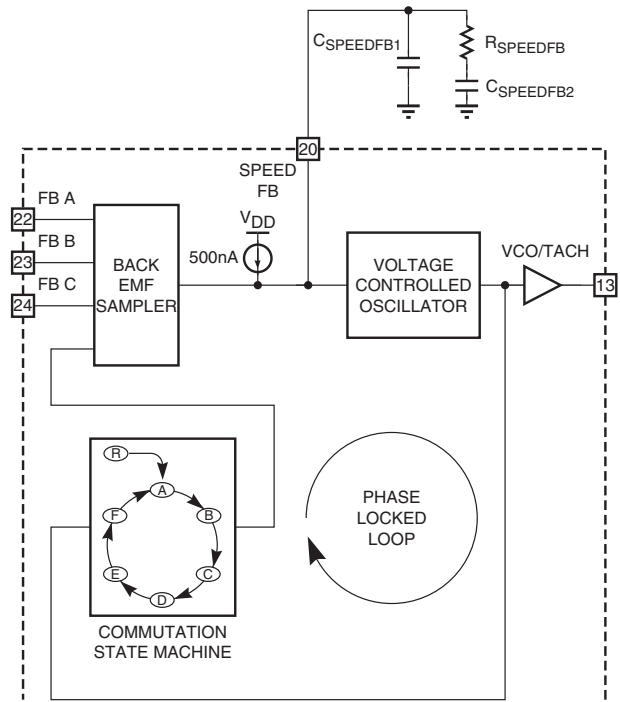 CSPEEDFB1
RSPEEDFB
CSPEEDFB2
20
SPEED
FB
FB A
22
FB B
23
FB C
24
BACK
EMF
SAMPLER
VDD
500nA
VOLTAGE
CONTROLLED
OSCILLATOR
VCO/TACH
13
R
A
B
C
D
E
F
COMMUTATION
STATE MACHINE
PHASE
LOCKED
LOOP